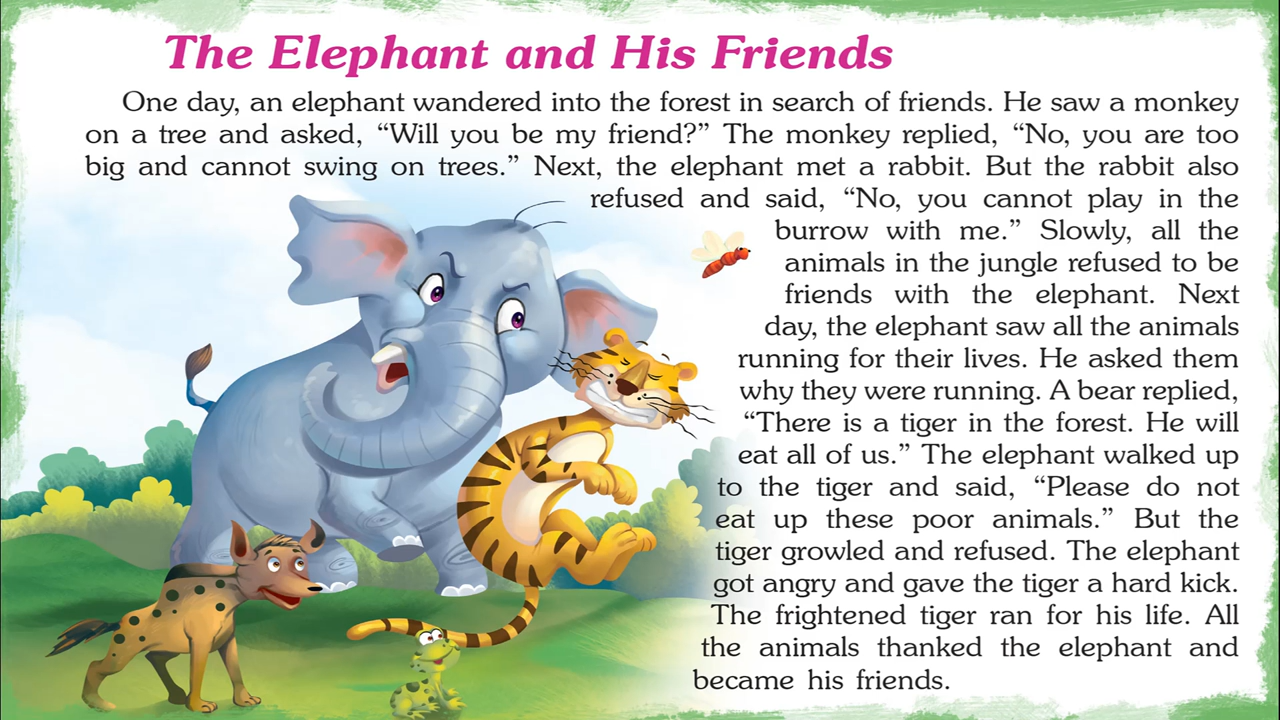 The Elephant and His Friends
One day, an elephant wandered into the forest in search of friends. He saw a monkey
on a tree and asked, “Will you be my friend?” The monkey replied, “No, you are too
big and cannot swing on trees.” Next, the elephant met a rabbit. But the rabbit also
refused and said, “No, you cannot play in the
burrow with me.” Slowly, all the
animals in the jungle refused to be
friends with the elephant. Next
day, the elephant saw all the animals
running for their lives. He asked them
why they were running. A bear replied,
“There is a tiger in the forest. He will
eat all of us.” The elephant walked up
to the tiger and said, “Please do not
eat up these poor animals.” But the
tiger growled and refused. The elephant
got angry and gave the tiger a hard kick.
The frightened tiger ran for his life. All
the animals thanked the elephant and
became his friends.